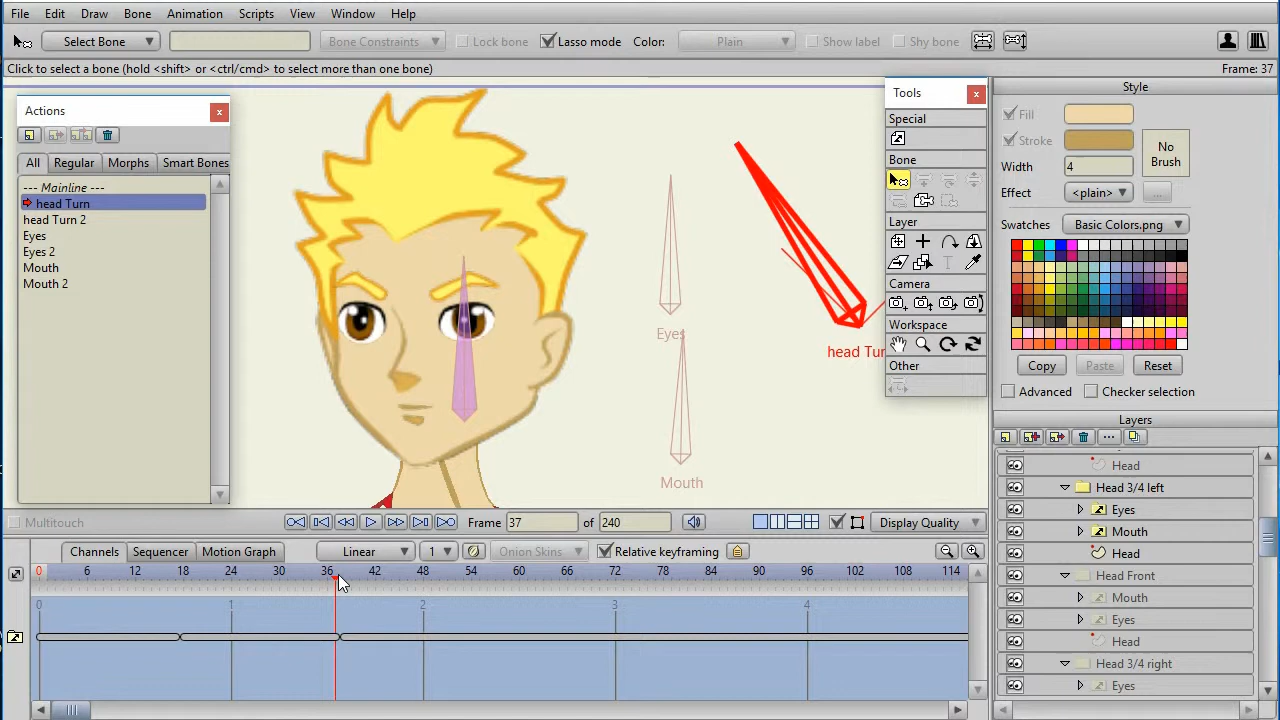 File Edit Draw Bone Animation Scripts View Window Help
Select Bone Bone Constraints Lock bone Lasso mode Color: Plain Show label Shy bone
Click to select a bone (hold <shift> or <ctrl/cmd> to select more than one bone) Frame: 37
Actions
All Regular Morphs Smart Bones
--- Mainline ---
head Turn
head Turn 2
Eyes
Eyes 2
Mouth
Mouth 2
Eyes
Mouth
head Tur
Tools
Special
Bone
Layer
Camera
Workspace
Other
Style
Fill
Stroke
No Brush
Width 4
Effect <plain> ...
Swatches Basic Colors.png
Copy Paste Reset
Advanced Checker selection
Layers
Head
Head 3/4 left
Eyes
Mouth
Head
Head Front
Mouth
Eyes
Head
Head 3/4 right
Eyes
Multitouch Frame 37 of 240 Display Quality
Channels Sequencer Motion Graph Linear 1 Onion Skins Relative keyframing
0 6 12 18 24 30 36 42 48 54 60 66 72 78 84 90 96 102 108 114
0 1 2 3 4